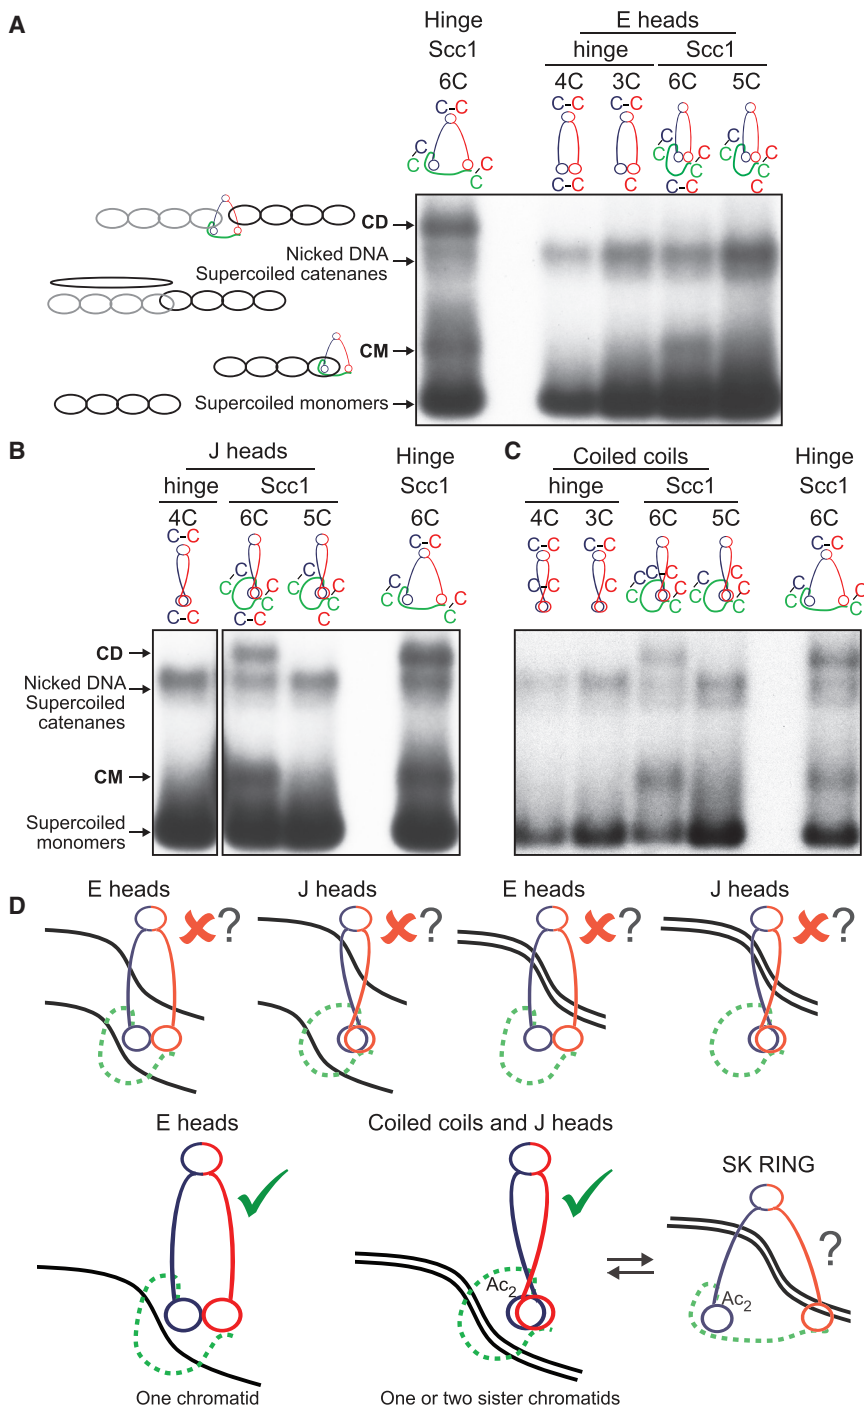 A
Hinge
Scc1
6C
E heads
hinge Scc1
4C 3C 6C 5C
C-C C-C C-C
C C C C C C C C
C C C C C C
C-C C C-C C
CD
Nicked DNA
Supercoiled catenanes
CM
Supercoiled monomers
B
J heads
hinge Scc1
4C 6C 5C
Hinge
Scc1
6C
C-C C-C
C C C C C C
C C C
C-C C-C C
CD
Nicked DNA
Supercoiled
catenanes
CM
Supercoiled
monomers
C
Coiled coils
hinge Scc1
4C 3C 6C 5C
Hinge
Scc1
6C
C-C C-C C-C
C-C C C C-C C C C
C C C C C C
D
E heads J heads E heads J heads
? ? ? ?
E heads
Coiled coils and J heads
SK RING
?
Ac2
Ac2
One chromatid
One or two sister chromatids